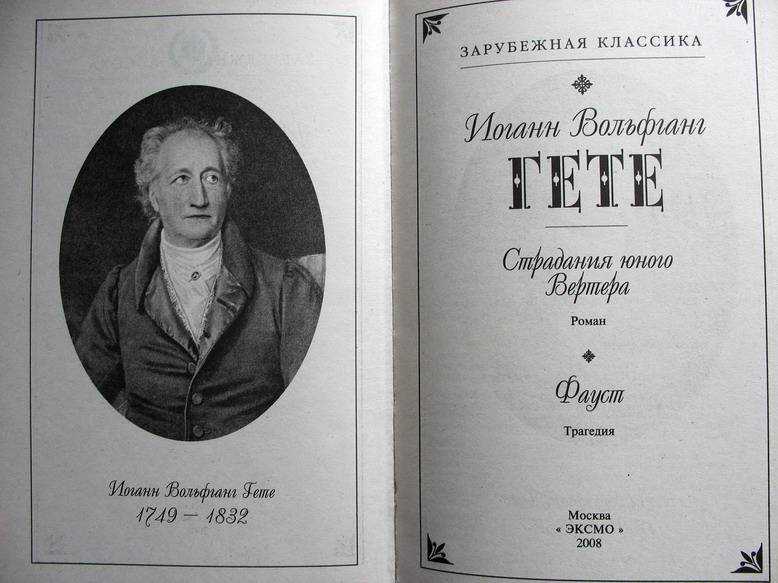 Иоганн Вольфганг Гете
1749 — 1832
ЗАРУБЕЖНАЯ КЛАССИКА
Иоганн Вольфганг
ГЕТЕ
Страдания юного
Вертера
Роман
Фауст
Трагедия
Москва
« ЭКСМО »
2008